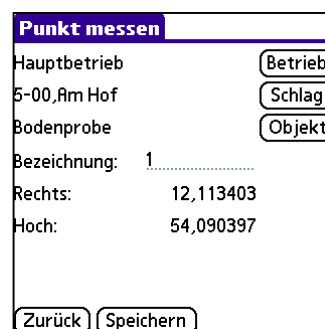 Punkt messen
Hauptbetrieb Betrieb
5-00,Am Hof Schlag
Bodenprobe Objekt
Bezeichnung: 1
Rechts: 12,113403
Hoch: 54,090397
Zurück Speichern